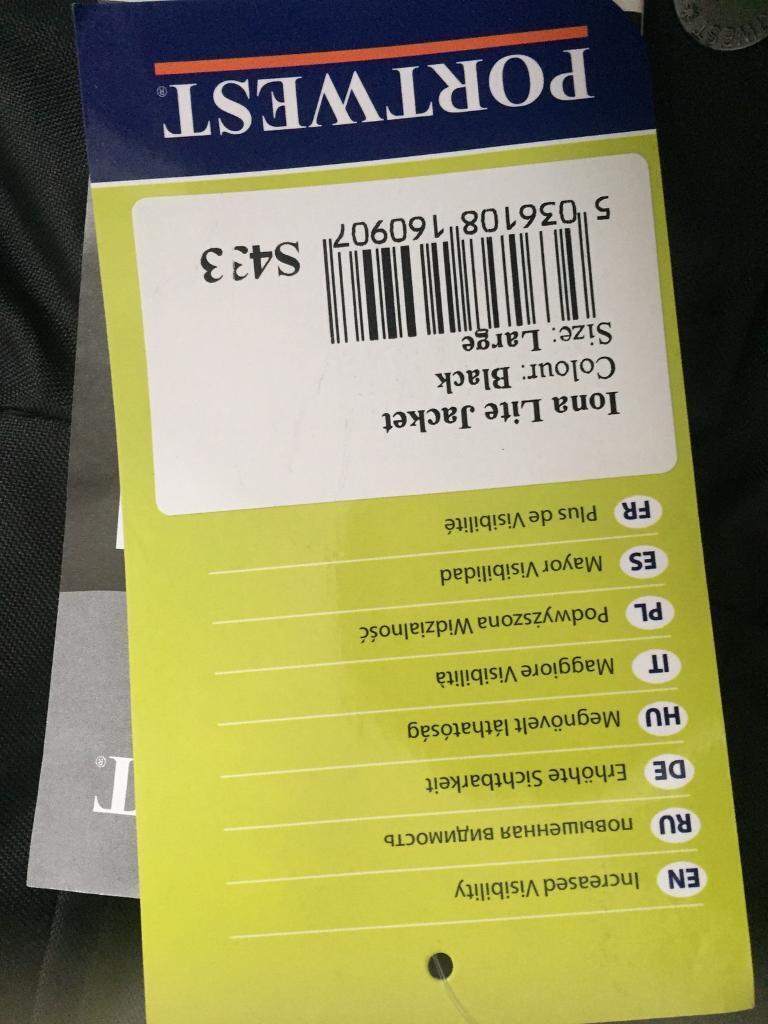 EN Increased Visibility
RU повышенная видимость
DE Erhöhte Sichtbarkeit
HU Megnövelt láthatóság
IT Maggiore Visibilità
PL Podwyższona Widzialność
ES Mayor Visibilidad
FR Plus de Visibilité
Iona Lite Jacket
Colour: Black
Size: Large
5 036108 160907
S433
PORTWEST®
T®